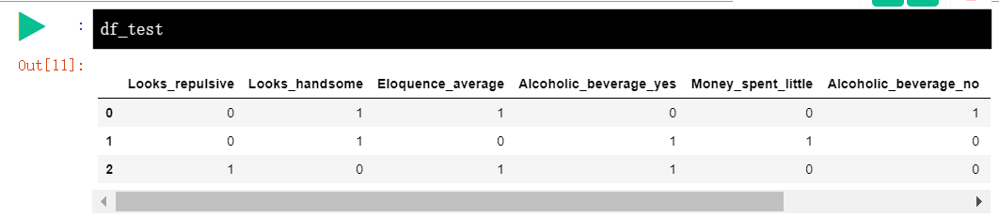 : df_test
Out[11]:
Looks_repulsive Looks_handsome Eloquence_average Alcoholic_beverage_yes Money_spent_little Alcoholic_beverage_no
0 0 1 1 0 0 1
1 0 1 0 1 1 0
2 1 0 1 1 0 0